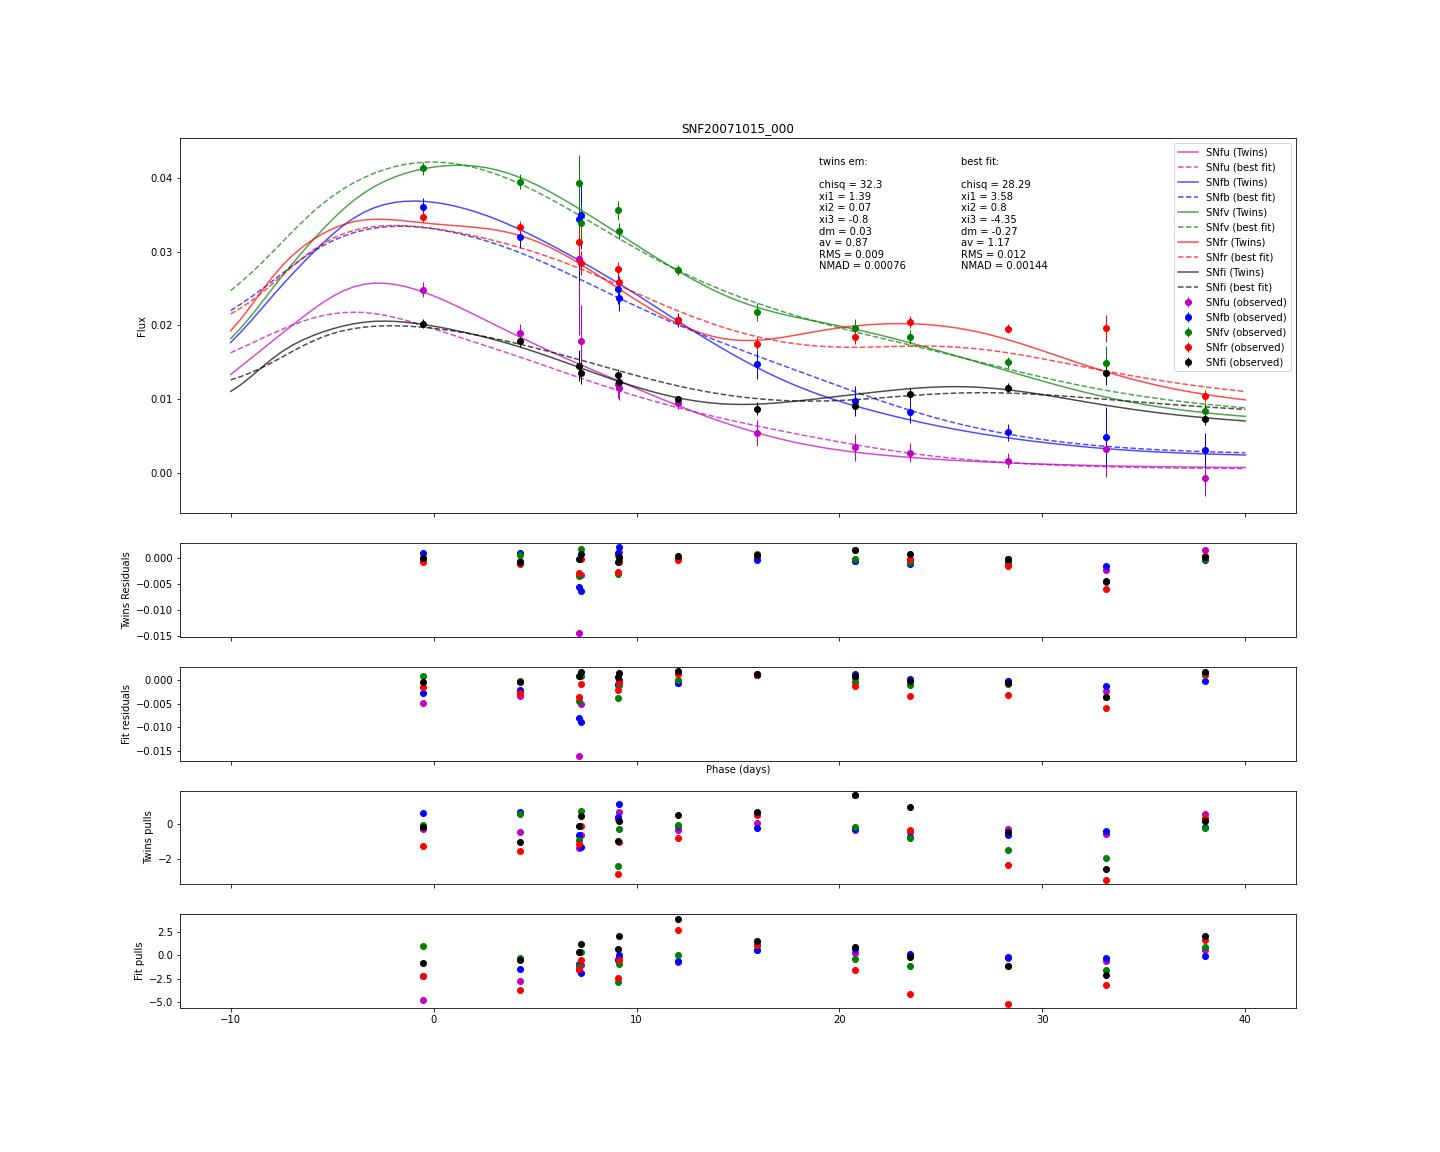 SNF20071015_000
twins em:
chisq = 32.3
xi1 = 1.39
xi2 = 0.07
xi3 = -0.8
dm = 0.03
av = 0.87
RMS = 0.009
NMAD = 0.00076
best fit:
chisq = 28.29
xi1 = 3.58
xi2 = 0.8
xi3 = -4.35
dm = -0.27
av = 1.17
RMS = 0.012
NMAD = 0.00144
SNfu (Twins)
SNfu (best fit)
SNfb (Twins)
SNfb (best fit)
SNfv (Twins)
SNfv (best fit)
SNfr (Twins)
SNfr (best fit)
SNfi (Twins)
SNfi (best fit)
SNfu (observed)
SNfb (observed)
SNfv (observed)
SNfr (observed)
SNfi (observed)
Flux
0.04
0.03
0.02
0.01
0.00
Twins Residuals
0.000
−0.005
−0.010
−0.015
Fit residuals
0.000
−0.005
−0.010
−0.015
Phase (days)
Twins pulls
0
−2
Fit pulls
2.5
0.0
−2.5
−5.0
−10
0
10
20
30
40